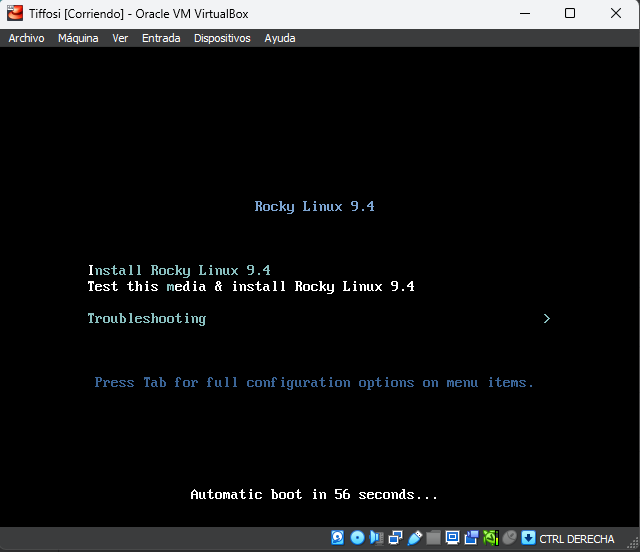 Tiffosi [Corriendo] - Oracle VM VirtualBox
Archivo Máquina Ver Entrada Dispositivos Ayuda
Rocky Linux 9.4
Install Rocky Linux 9.4
Test this media & install Rocky Linux 9.4
Troubleshooting >
Press Tab for full configuration options on menu items.
Automatic boot in 56 seconds...
CTRL DERECHA